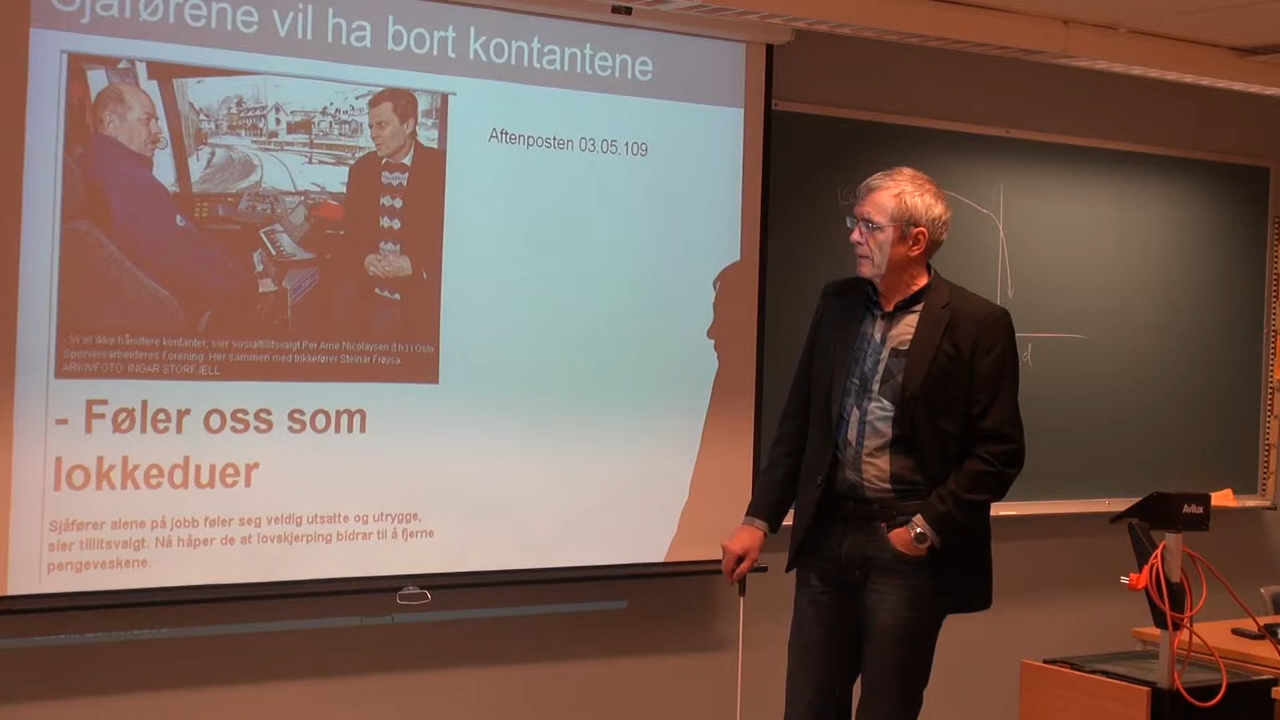 Sjåførene vil ha bort kontantene
Aftenposten 03.05.109
- Vi vil ikke håndtere kontanter, sier sosialtillitsvalgt Per Arne Nicolaysen (t.h.) i Oslo
Sporveisarbeideres Forening. Her sammen med trikkefører Steinar Frøysa.
ARKIVFOTO: INGAR STORFJELL
- Føler oss som
lokkeduer
Sjåfører alene på jobb føler seg veldig utsatte og utrygge,
sier tillitsvalgt. Nå håper de at lovskjerping bidrar til å fjerne
pengeveskene.
Avilux